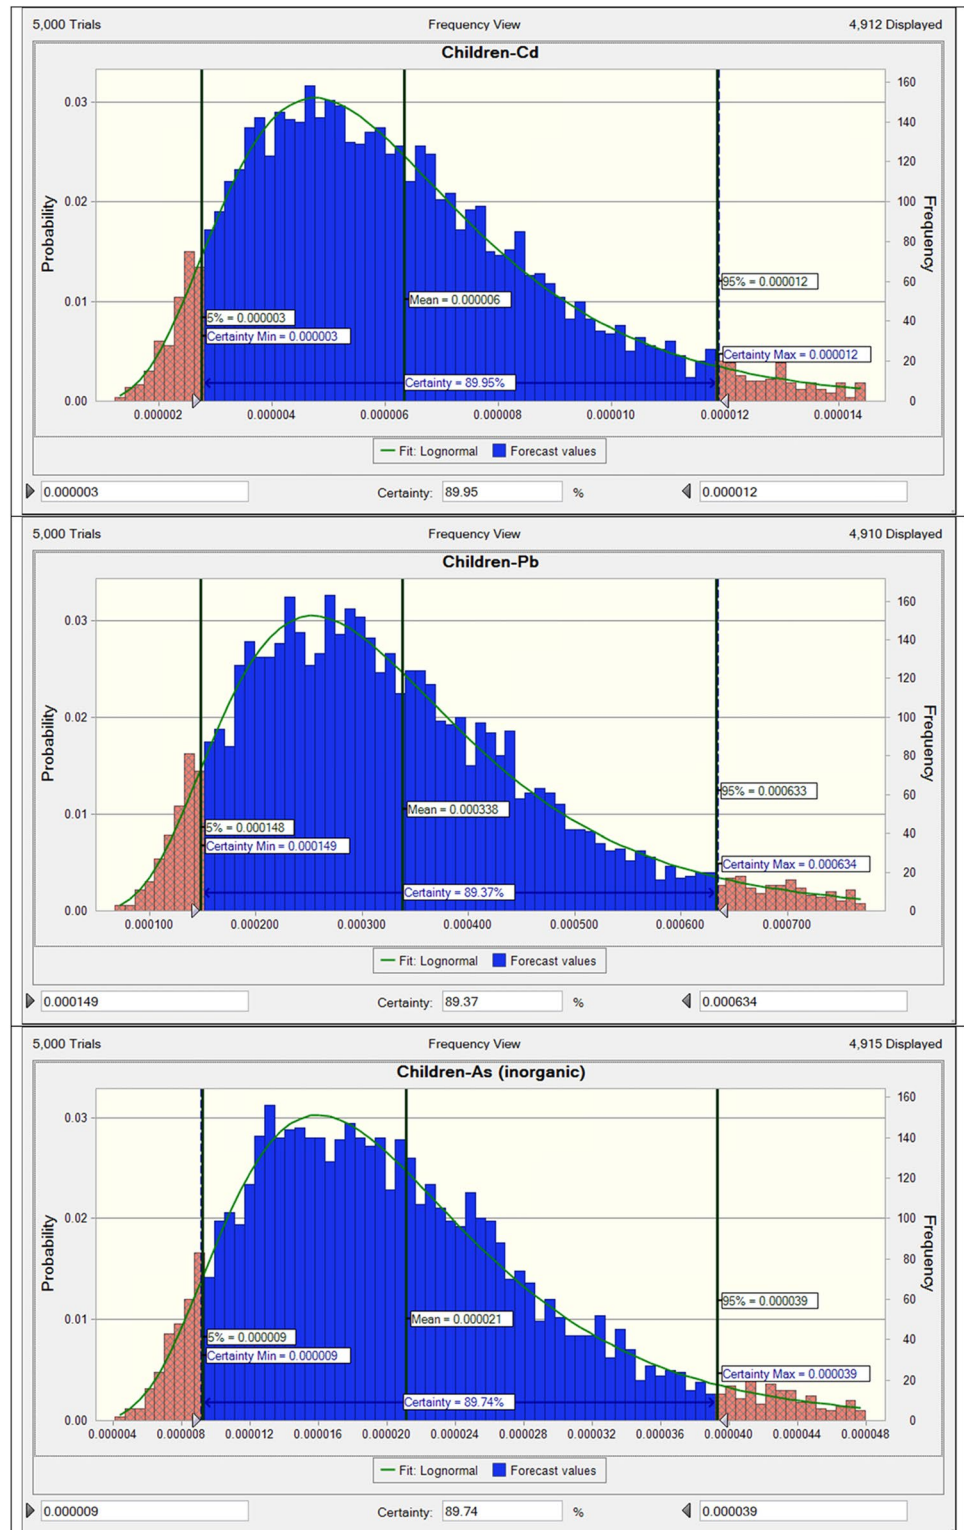 5,000 Trials Frequency View 4,912 Displayed
Children-Cd
Probability
Frequency
0.03
0.02
0.01
0.00
160
140
120
100
80
60
40
20
0
95% = 0.000012
Mean = 0.000006
5% = 0.000003
Certainty Min = 0.000003
Certainty Max = 0.000012
Certainty = 89.95%
0.000002 0.000004 0.000006 0.000008 0.000010 0.000012 0.000014
Fit: Lognormal Forecast values
0.000003 Certainty: 89.95 % 0.000012
5,000 Trials Frequency View 4,910 Displayed
Children-Pb
Probability
Frequency
0.03
0.02
0.01
0.00
160
140
120
100
80
60
40
20
0
95% = 0.000633
Mean = 0.000338
5% = 0.000148
Certainty Min = 0.000149
Certainty Max = 0.000634
Certainty = 89.37%
0.000100 0.000200 0.000300 0.000400 0.000500 0.000600 0.000700
Fit: Lognormal Forecast values
0.000149 Certainty: 89.37 % 0.000634
5,000 Trials Frequency View 4,915 Displayed
Children-As (inorganic)
Probability
Frequency
0.03
0.02
0.01
0.00
160
140
120
100
80
60
40
20
0
95% = 0.000039
Mean = 0.000021
5% = 0.000009
Certainty Min = 0.000009
Certainty Max = 0.000039
Certainty = 89.74%
0.000004 0.000008 0.000012 0.000016 0.000020 0.000024 0.000028 0.000032 0.000036 0.000040 0.000044 0.000048
Fit: Lognormal Forecast values
0.000009 Certainty: 89.74 % 0.000039